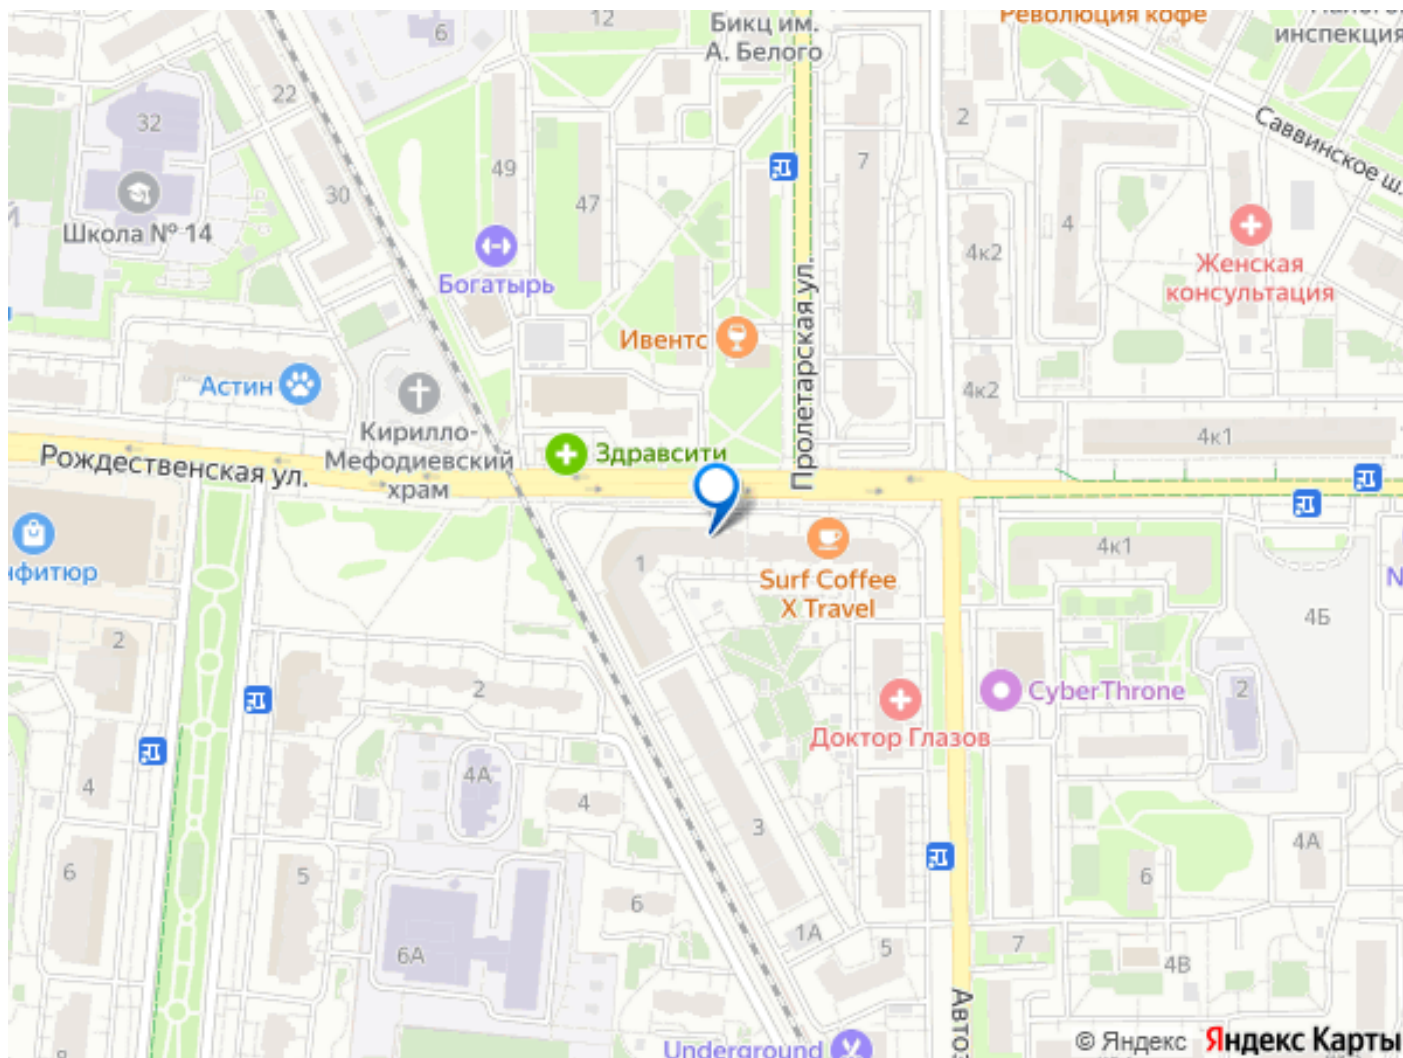 12
Бикц им.
А. Белого
Революция кофе
инспекция
6
22
32
Школа № 14
30
49
47
7
2
Саввинское ш.
4
4к2
Женская
консультация
Богатырь
Пролетарская ул.
Ивентс
Астин
4к2
Кирилло-
Мефодиевский
храм
Здравсити
4к1
Рождественская ул.
нфитюр
1
Surf Coffee
X Travel
4к1
4Б
2
2
CyberThrone
2
Доктор Глазов
4
4А
4
3
4А
6
5
6
6
6А
1А
5
7
4В
Автоз
Underground
© Яндекс Яндекс Карты